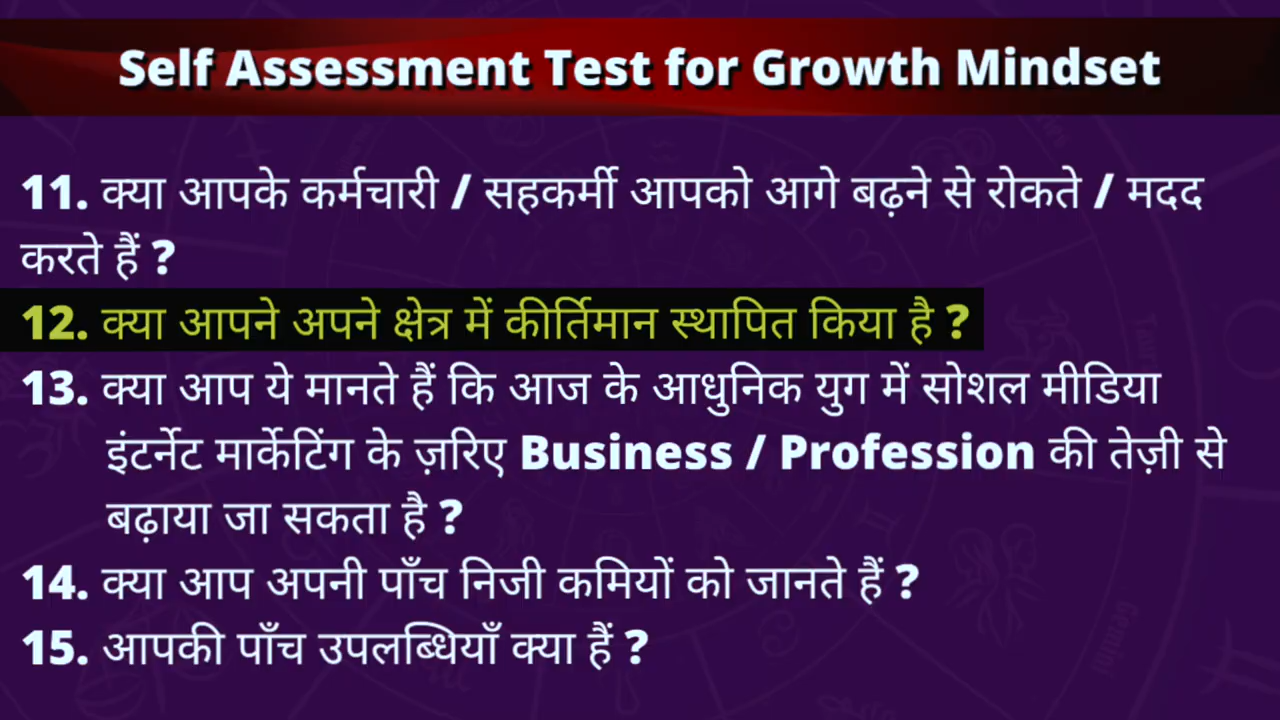 Self Assessment Test for Growth Mindset
11. क्या आपके कर्मचारी / सहकर्मी आपको आगे बढ़ने से रोकते / मदद
करते हैं ?
12. क्या आपने अपने क्षेत्र में कीर्तिमान स्थापित किया है ?
13. क्या आप ये मानते हैं कि आज के आधुनिक युग में सोशल मीडिया
इंटर्नेट मार्केटिंग के ज़रिए Business / Profession की तेज़ी से
बढ़ाया जा सकता है ?
14. क्या आप अपनी पाँच निजी कमियों को जानते हैं ?
15. आपकी पाँच उपलब्धियाँ क्या हैं ?
Gemini